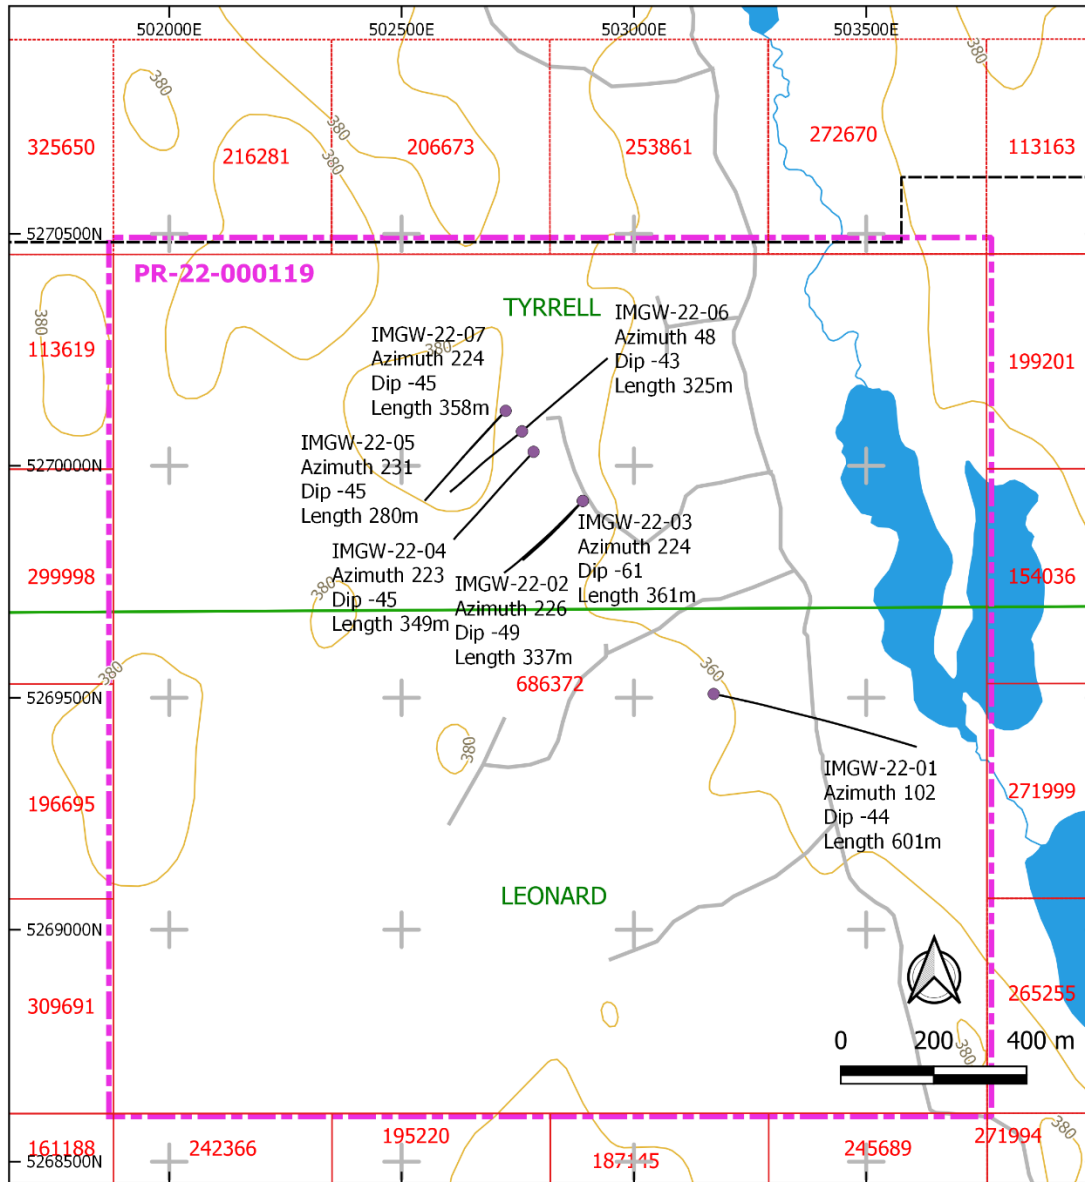 502000E
502500E
503000E
503500E
380
380
380
380
325650
216281
206673
253861
272670
113163
5270500N
PR-22-000119
TYRRELL
IMGW-22-06
Azimuth 48
Dip -43
Length 325m
IMGW-22-07
Azimuth 224
Dip -45
Length 358m
380
380
113619
199201
IMGW-22-05
Azimuth 231
Dip -45
Length 280m
5270000N
IMGW-22-03
Azimuth 224
Dip -61
Length 361m
IMGW-22-04
Azimuth 223
Dip -45
Length 349m
IMGW-22-02
Azimuth 226
Dip -49
Length 337m
299998
380
154036
380
360
686372
5269500N
380
IMGW-22-01
Azimuth 102
Dip -44
Length 601m
196695
271999
LEONARD
5269000N
309691
265255
0 200 400 m
380
380
161188
242366
195220
187145
245689
271994
5268500N